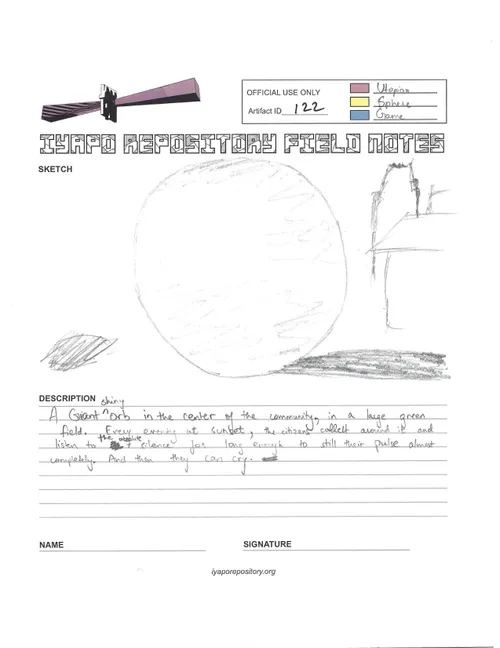 OFFICIAL USE ONLY
Artifact ID 122
Utopian
Sphere
Game
IYAPO REPOSITORY FIELD NOTES
SKETCH
DESCRIPTION
A Giant shiny orb in the center of the community, in a large green
field. Every evening at sunset, the citizens collect around it and
listen to the absolute silence for long enough to still their pulse almost
completely. And then they can cry.
NAME
SIGNATURE
iyaporepository.org